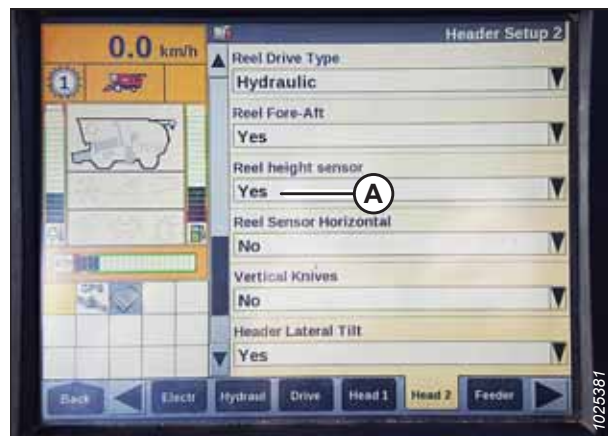 Header Setup 2
0.0 km/h
1
Reel Drive Type
Hydraulic
Reel Fore-Aft
Yes
Reel height sensor
Yes
A
Reel Sensor Horizontal
No
Vertical Knives
No
Header Lateral Tilt
Yes
Back
Electr
Hydraul
Drive
Head 1
Head 2
Feeder
1025381